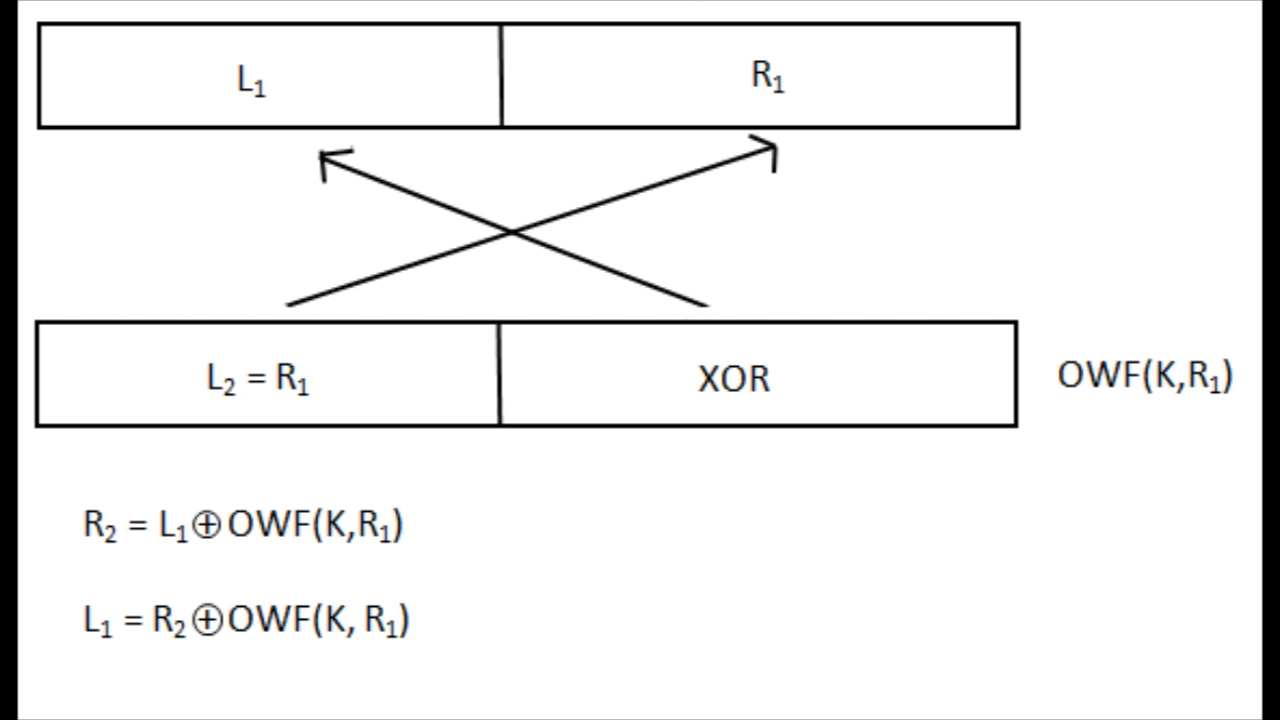 L₁ R₁
L₂ = R₁ XOR OWF(K,R₁)
R₂ = L₁⊕OWF(K,R₁)
L₁ = R₂⊕OWF(K, R₁)